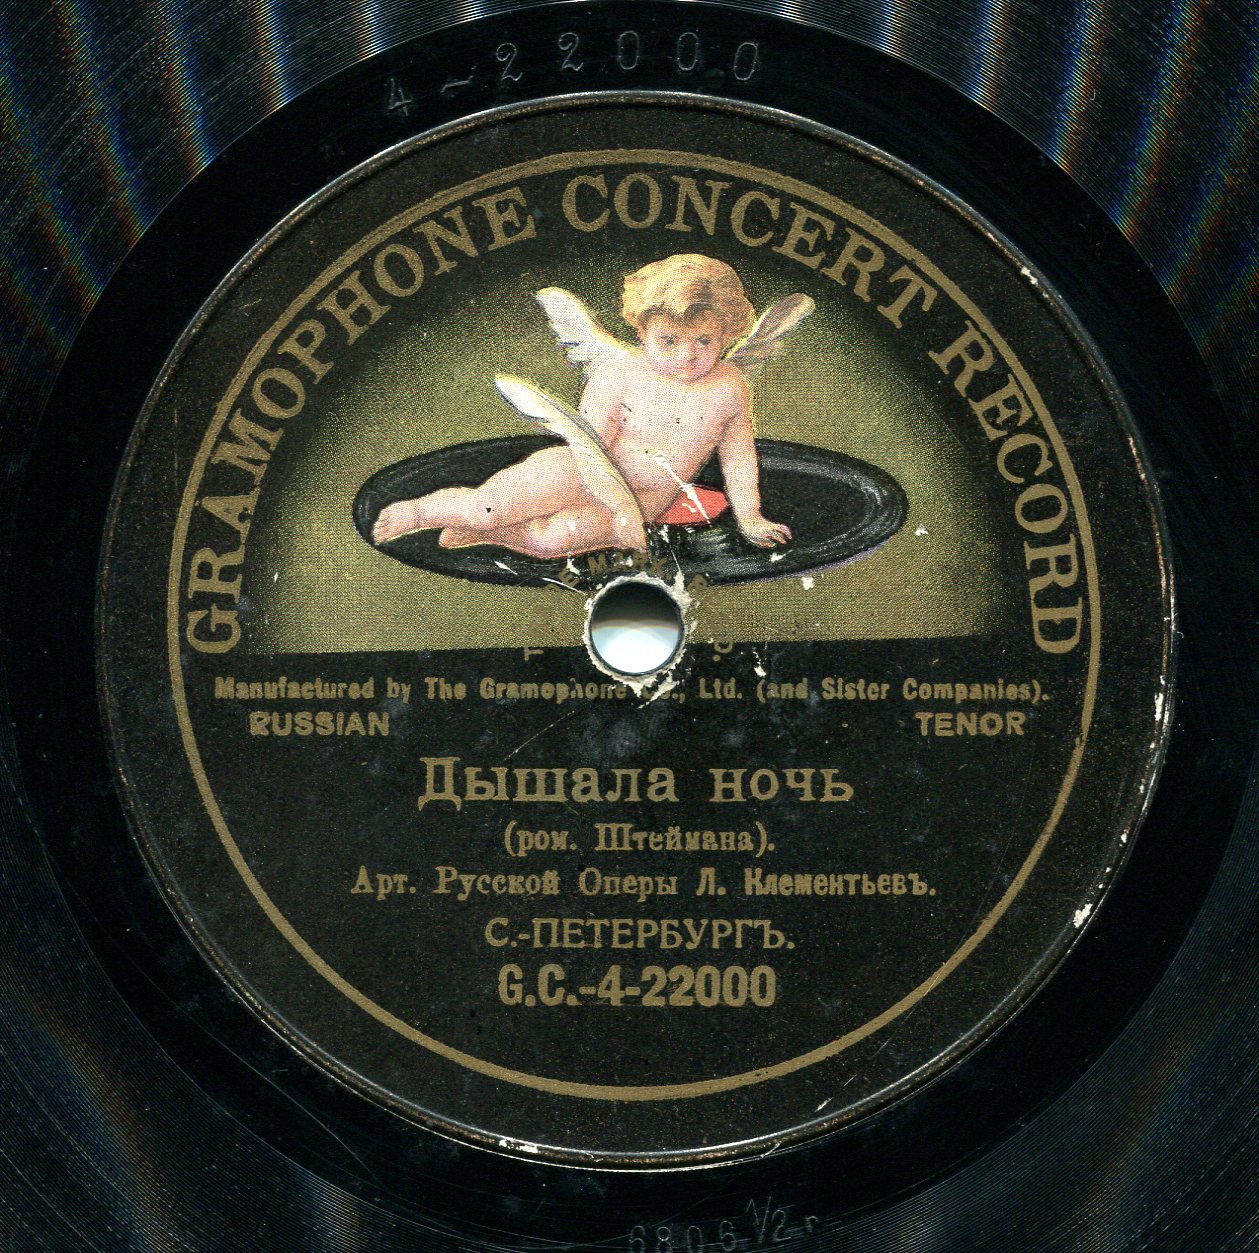 4-22000
GRAMOPHONE CONCERT RECORD
Manufactured by The Gramophone Co., Ltd. (and Sister Companies).
RUSSIAN TENOR
Дышала ночь
(ром. Штеймана).
Арт. Русской Оперы Л. Клементьевъ.
С.-ПЕТЕРБУРГЪ.
G.C.-4-22000
6806½r